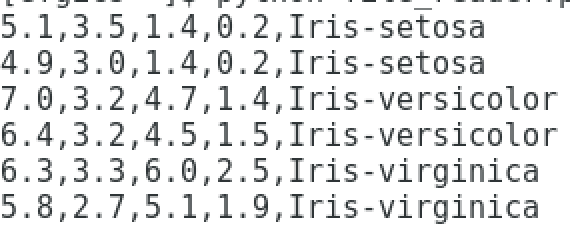 5.1,3.5,1.4,0.2,Iris-setosa
4.9,3.0,1.4,0.2,Iris-setosa
7.0,3.2,4.7,1.4,Iris-versicolor
6.4,3.2,4.5,1.5,Iris-versicolor
6.3,3.3,6.0,2.5,Iris-virginica
5.8,2.7,5.1,1.9,Iris-virginica